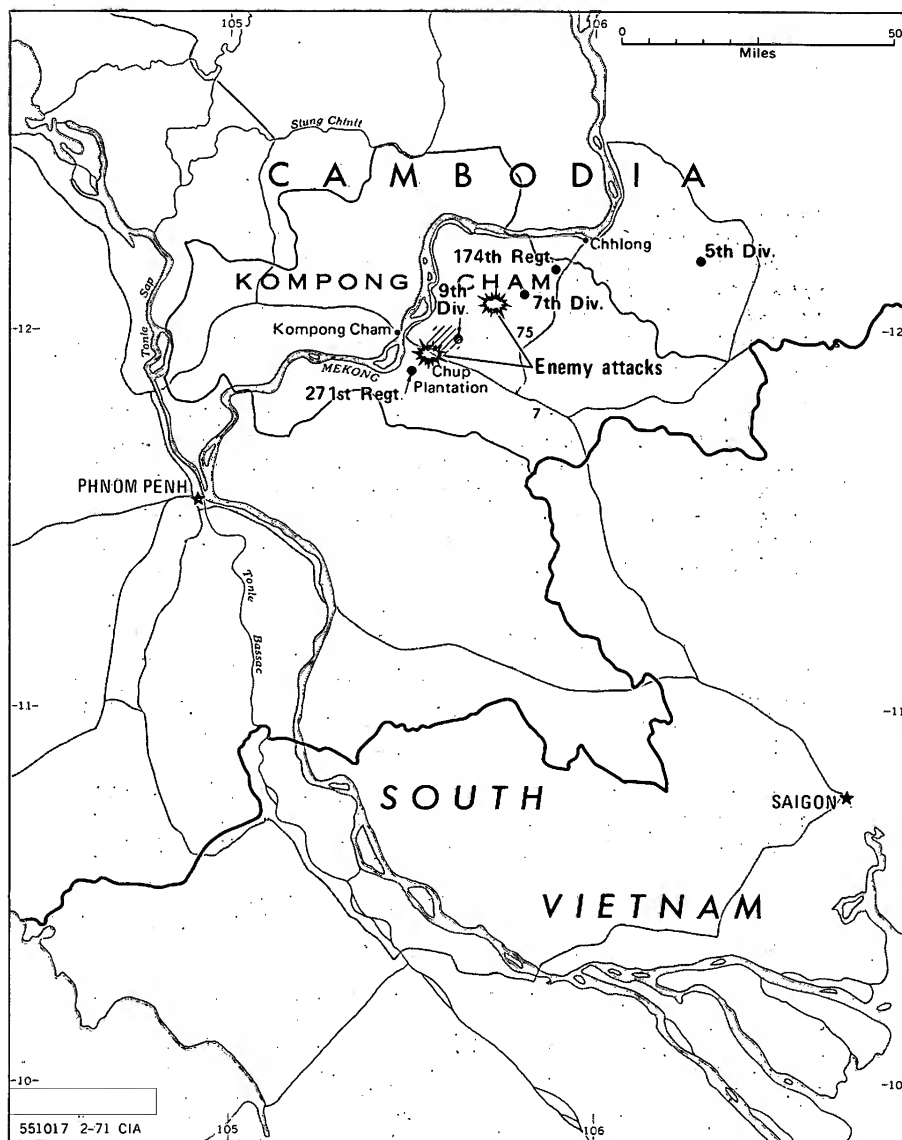 105
106
0 50
Miles
Stung Chinit
CAMBODIA
Chhlong
5th Div.
174th Regt.
KOMPONG CHAM
9th
Div.
7th Div.
Tonle Sap
-12 -12
Kompong Cham
75
MEKONG
Chup
Plantation
Enemy attacks
271st Regt.
7
PHNOM PENH
Tonle Bassac
-11- -11
SOUTH
SAIGON
VIETNAM
-10- -10
551017 2-71 CIA
105
106